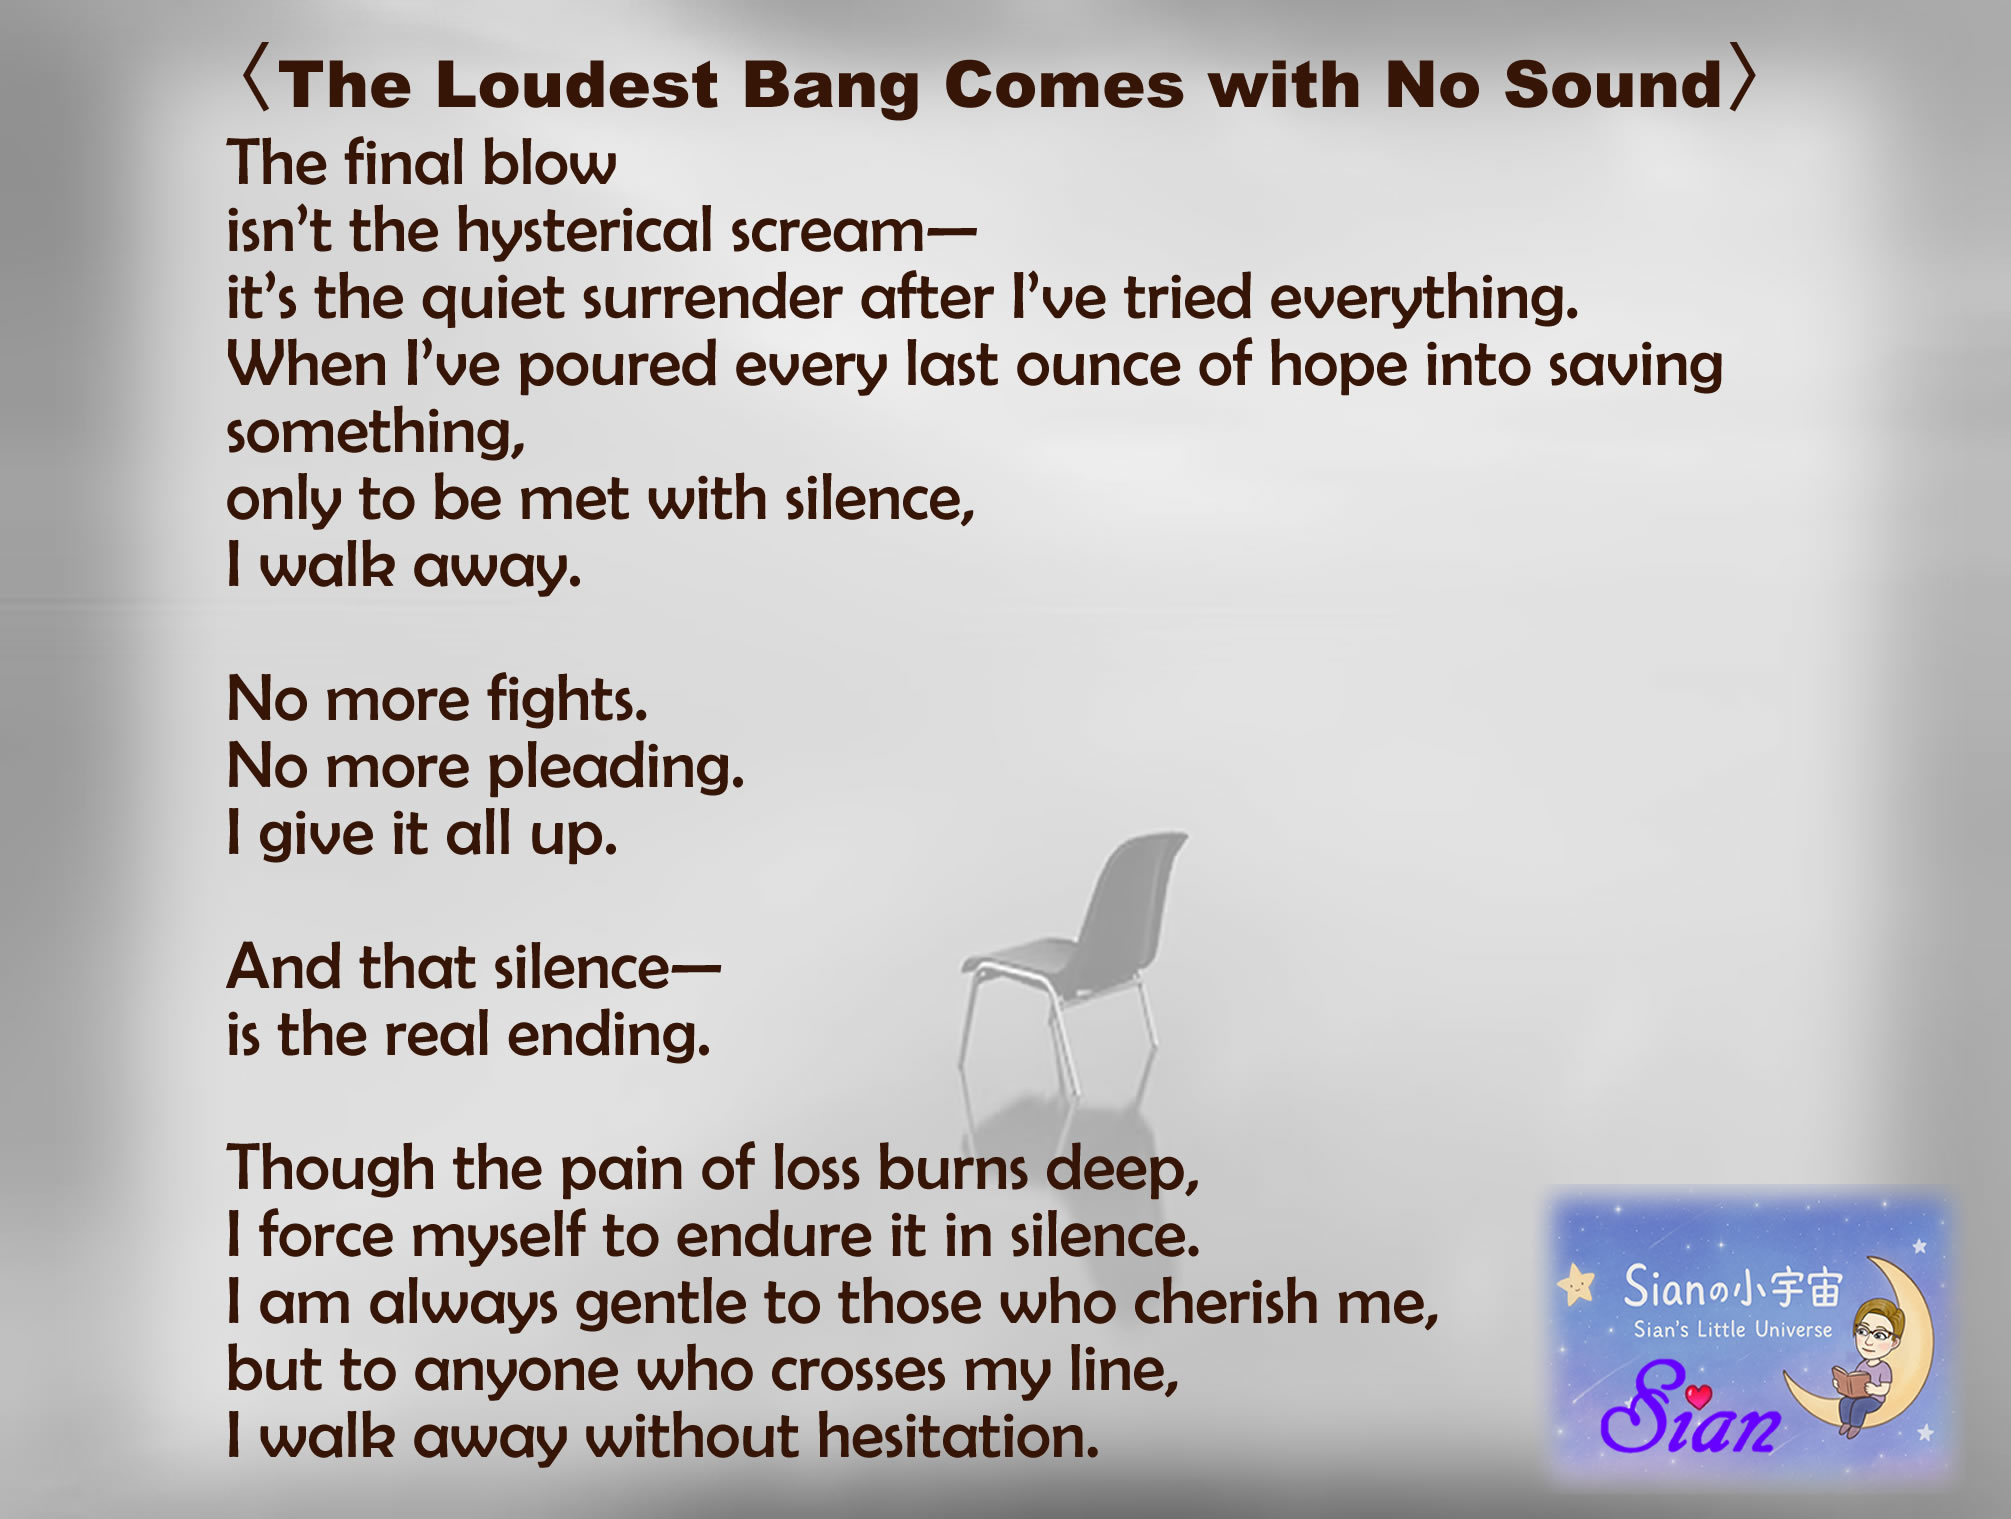 〈The Loudest Bang Comes with No Sound〉
The final blow
isn’t the hysterical scream—
it’s the quiet surrender after I’ve tried everything.
When I’ve poured every last ounce of hope into saving
something,
only to be met with silence,
I walk away.
No more fights.
No more pleading.
I give it all up.
And that silence—
is the real ending.
Though the pain of loss burns deep,
I force myself to endure it in silence.
I am always gentle to those who cherish me,
but to anyone who crosses my line,
I walk away without hesitation.
Sianの小宇宙
Sian’s Little Universe
Sian